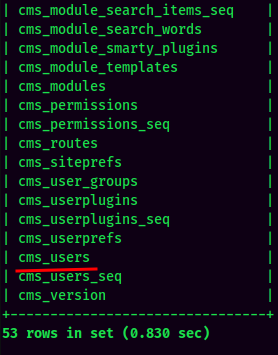 | cms_module_search_items_seq |
| cms_module_search_words |
| cms_module_smarty_plugins |
| cms_module_templates |
| cms_modules |
| cms_permissions |
| cms_permissions_seq |
| cms_routes |
| cms_siteprefs |
| cms_user_groups |
| cms_userplugins |
| cms_userplugins_seq |
| cms_userprefs |
| cms_users |
| cms_users_seq |
| cms_version |
+-----------------------------+
53 rows in set (0.830 sec)